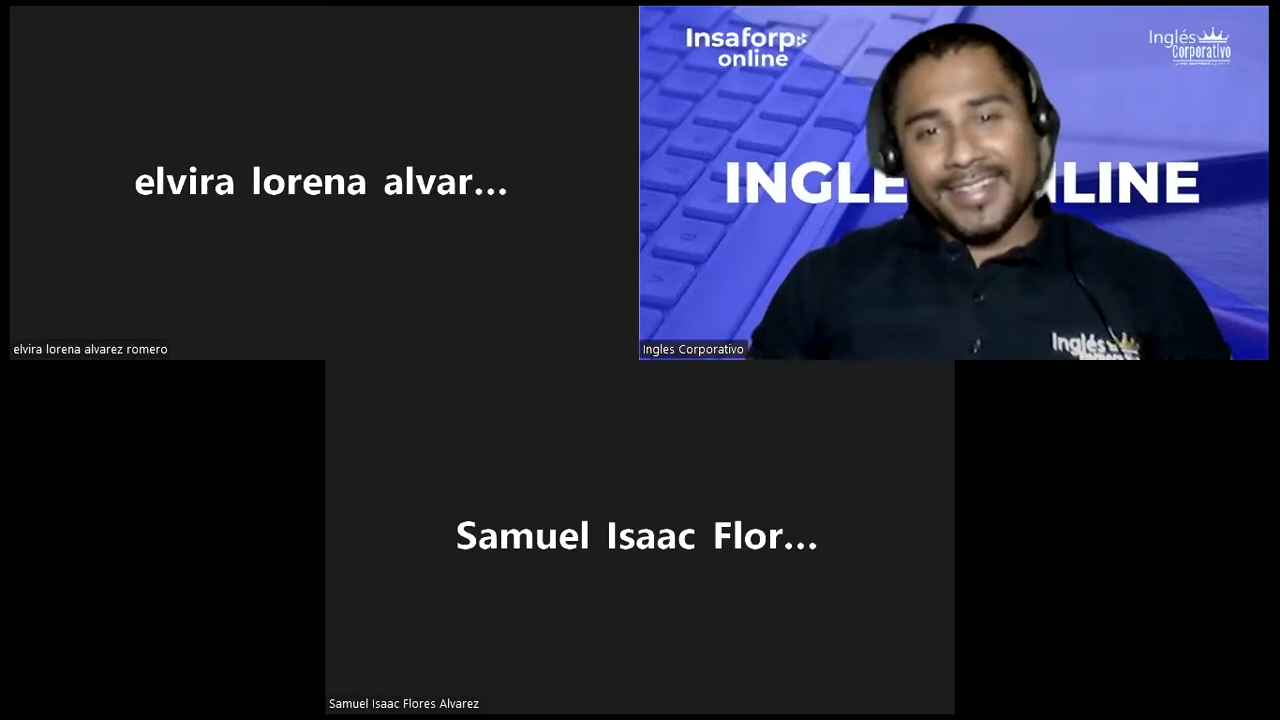 elvira lorena alvar...
elvira lorena alvarez romero
Insaforp
online
Inglés
Corporativo
INGLE
LINE
Inglés
Ingles Corporativo
Samuel Isaac Flor...
Samuel Isaac Flores Alvarez